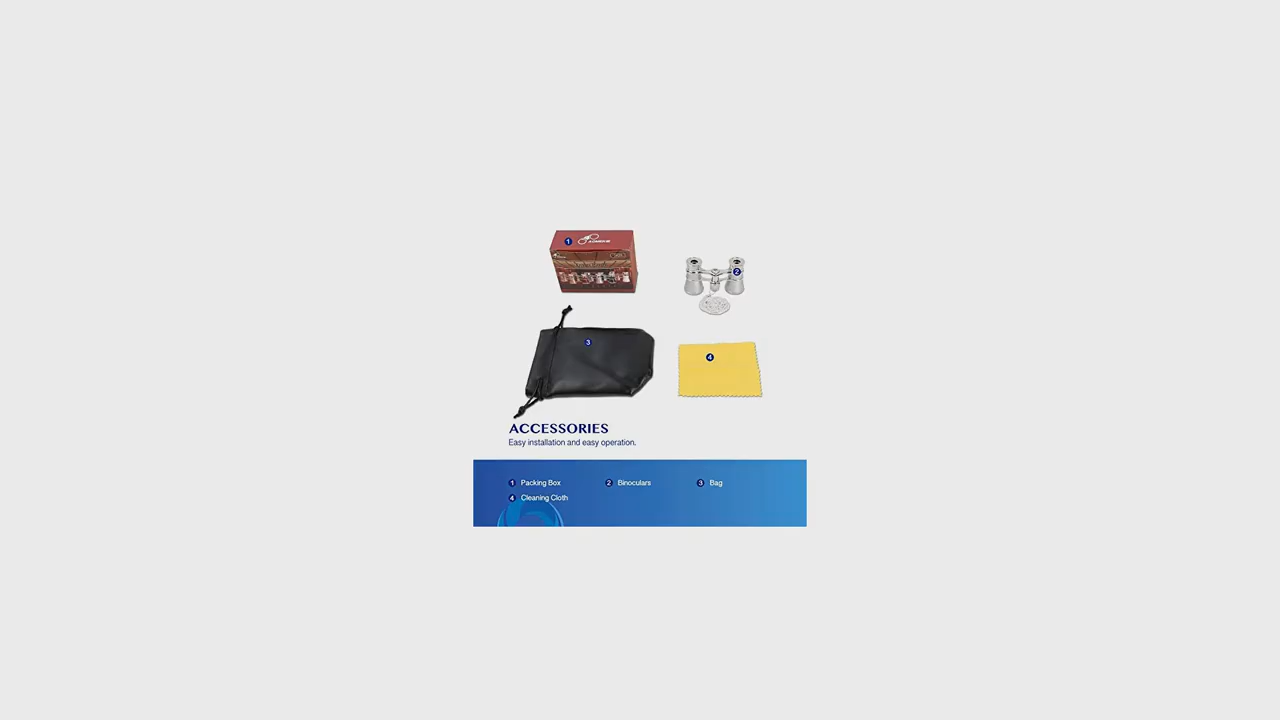 1
2
3
4
ACCESSORIES
Easy installation and easy operation.
1 Packing Box 2 Binoculars 3 Bag
4 Cleaning Cloth